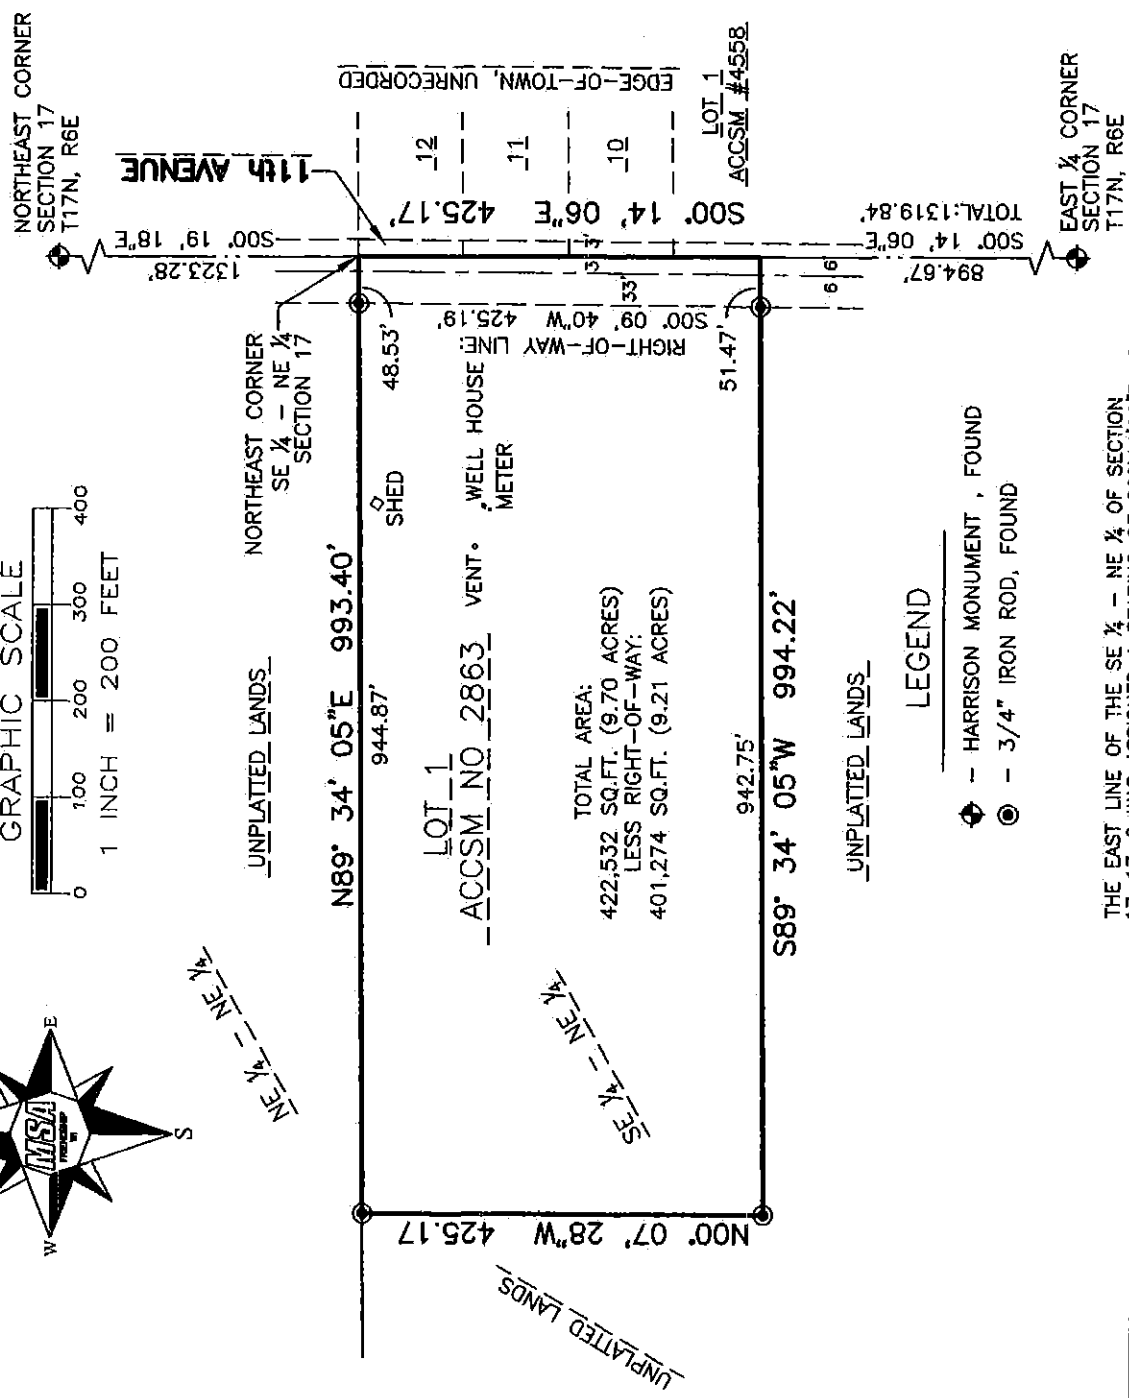 GRAPHIC SCALE
0 100 200 300 400
1 INCH = 200 FEET
W
E
S
MSA
FRIENDSHIP
WI
NORTHEAST CORNER
SECTION 17
T17N, R6E
UNPLATTED LANDS
NE ¼ - NE ¼
NORTHEAST CORNER
SE ¼ - NE ¼
SECTION 17
S00° 19' 18"E
1323.28'
11th AVENUE
EDGE-OF-TOWN, UNRECORDED
12
11
10
LOT 1
ACCSM #4558
N89° 34' 05"E 993.40'
944.87'
48.53'
SHED
LOT 1
ACCSM NO 2863
VENT
WELL HOUSE
METER
RIGHT-OF-WAY LINE:
S00° 09' 40"W 425.19'
33'
S00° 14' 06"E 425.17'
TOTAL AREA:
422,532 SQ.FT. (9.70 ACRES)
LESS RIGHT-OF-WAY:
401,274 SQ.FT. (9.21 ACRES)
SE ¼ - NE ¼
UNPLATTED LANDS
N00° 07' 28"W 425.17
942.75'
51.47'
S89° 34' 05"W 994.22'
UNPLATTED LANDS
894.67'
S00° 14' 06"E
TOTAL:1319.84'
EAST ¼ CORNER
SECTION 17
T17N, R6E
LEGEND
- HARRISON MONUMENT , FOUND
- 3/4" IRON ROD, FOUND
THE EAST LINE OF THE SE ¼ - NE ¼ OF SECTION